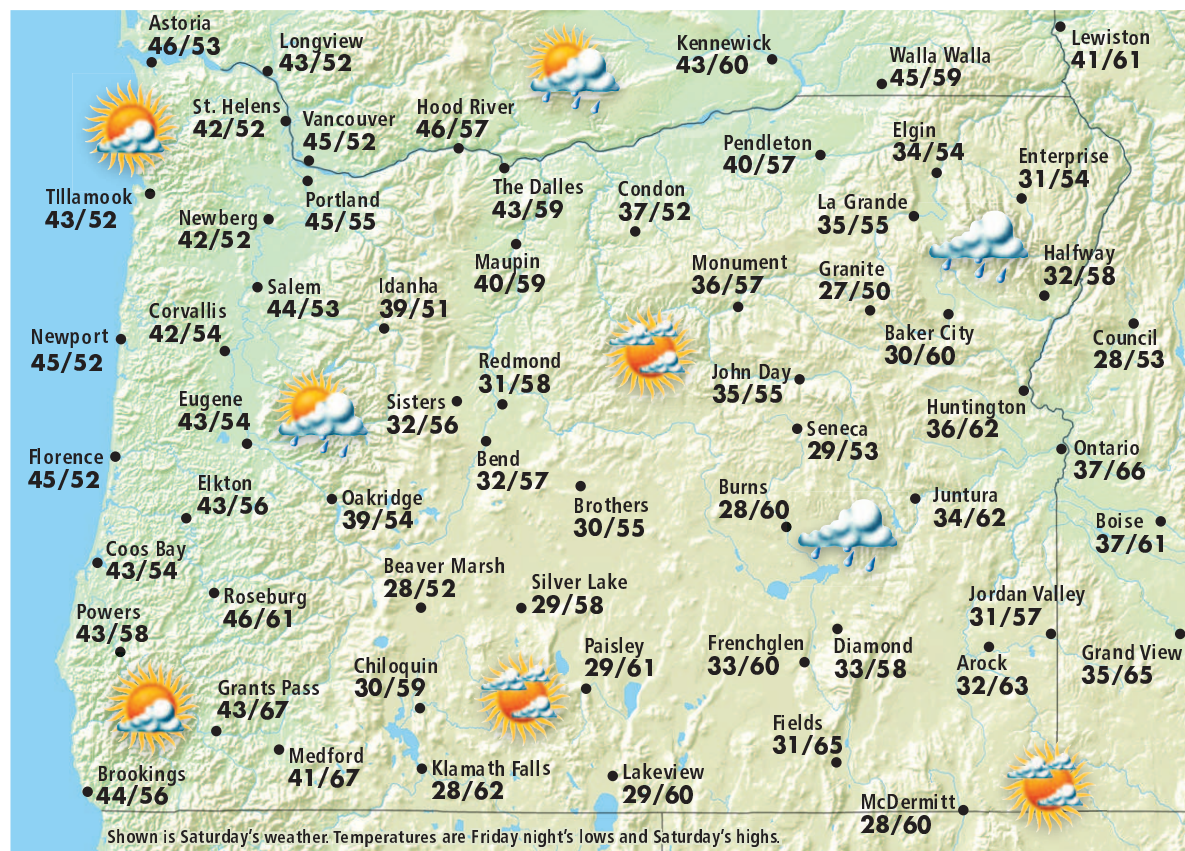 Astoria
46/53
Longview
43/52
Kennewick
43/60
Walla Walla
45/59
Lewiston
41/61
St. Helens
42/52
Vancouver
45/52
Hood River
46/57
Pendleton
40/57
Elgin
34/54
Enterprise
31/54
TIllamook
43/52
Newberg
42/52
Portland
45/55
The Dalles
43/59
Condon
37/52
La Grande
35/55
Maupin
40/59
Monument
36/57
Granite
27/50
Halfway
32/58
Salem
44/53
Idanha
39/51
Corvallis
42/54
Newport
45/52
Baker City
30/60
Council
28/53
Redmond
31/58
John Day
35/55
Eugene
43/54
Sisters
32/56
Huntington
36/62
Seneca
29/53
Ontario
37/66
Florence
45/52
Bend
32/57
Elkton
43/56
Oakridge
39/54
Brothers
30/55
Burns
28/60
Juntura
34/62
Boise
37/61
Coos Bay
43/54
Beaver Marsh
28/52
Silver Lake
29/58
Roseburg
46/61
Powers
43/58
Jordan Valley
31/57
Paisley
29/61
Frenchglen
33/60
Diamond
33/58
Arock
32/63
Grand View
35/65
Chiloquin
30/59
Grants Pass
43/67
Fields
31/65
Medford
41/67
Klamath Falls
28/62
Lakeview
29/60
Brookings
44/56
McDermitt
28/60
Shown is Saturday's weather. Temperatures are Friday night's lows and Saturday's highs.